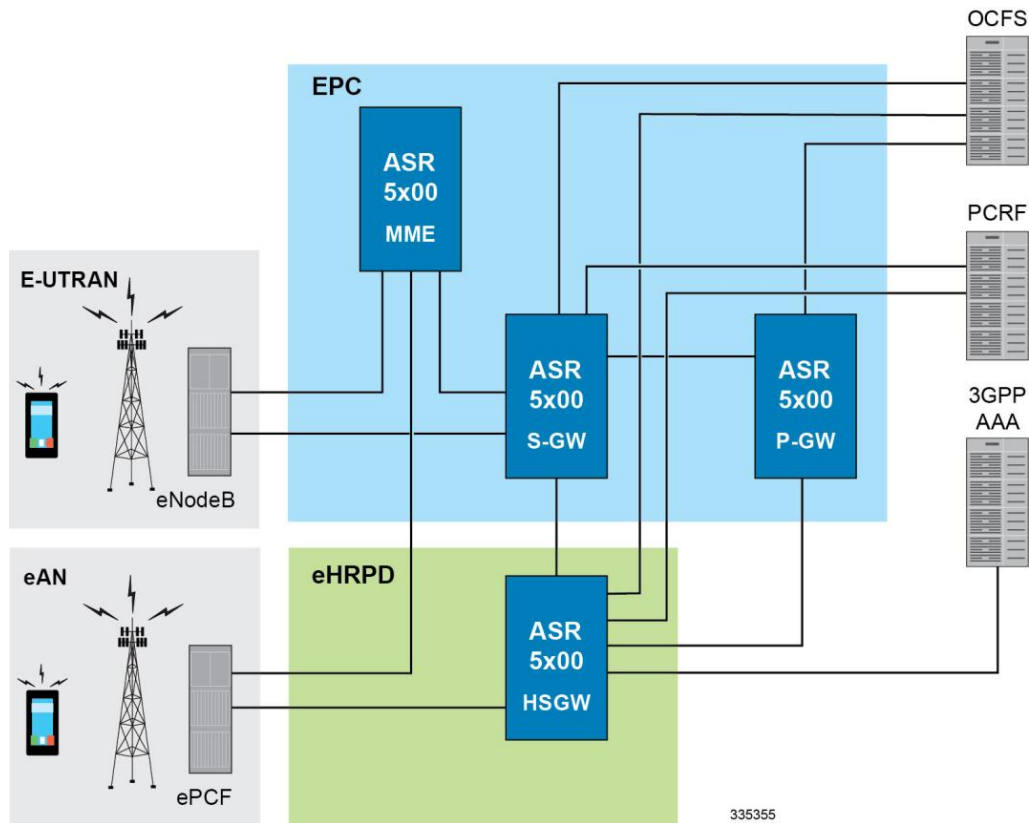 OCFS
EPC
ASR
5x00
MME
PCRF
E-UTRAN
ASR
5x00
S-GW
ASR
5x00
P-GW
3GPP
AAA
eNodeB
eAN
eHRPD
ASR
5x00
HSGW
ePCF
335355